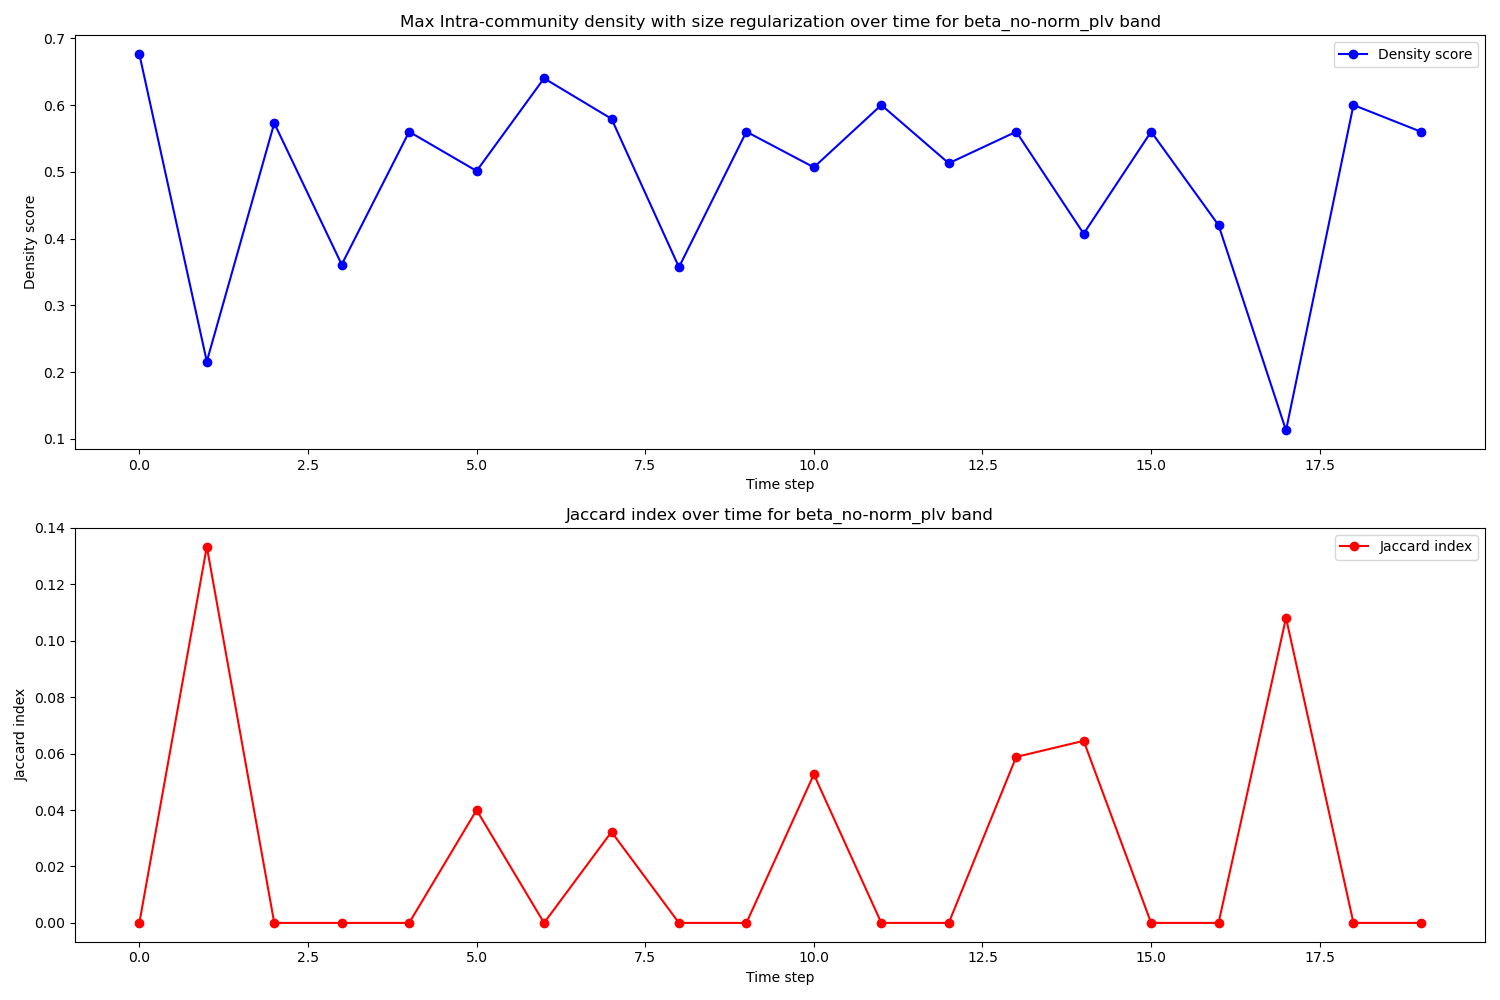 Max Intra-community density with size regularization over time for beta_no-norm_plv band
Density score
0.7
0.6
0.5
0.4
0.3
0.2
0.1
Density score
0.0 2.5 5.0 7.5 10.0 12.5 15.0 17.5
Time step
Jaccard index over time for beta_no-norm_plv band
Jaccard index
0.14
0.12
0.10
0.08
0.06
0.04
0.02
0.00
Jaccard index
0.0 2.5 5.0 7.5 10.0 12.5 15.0 17.5
Time step